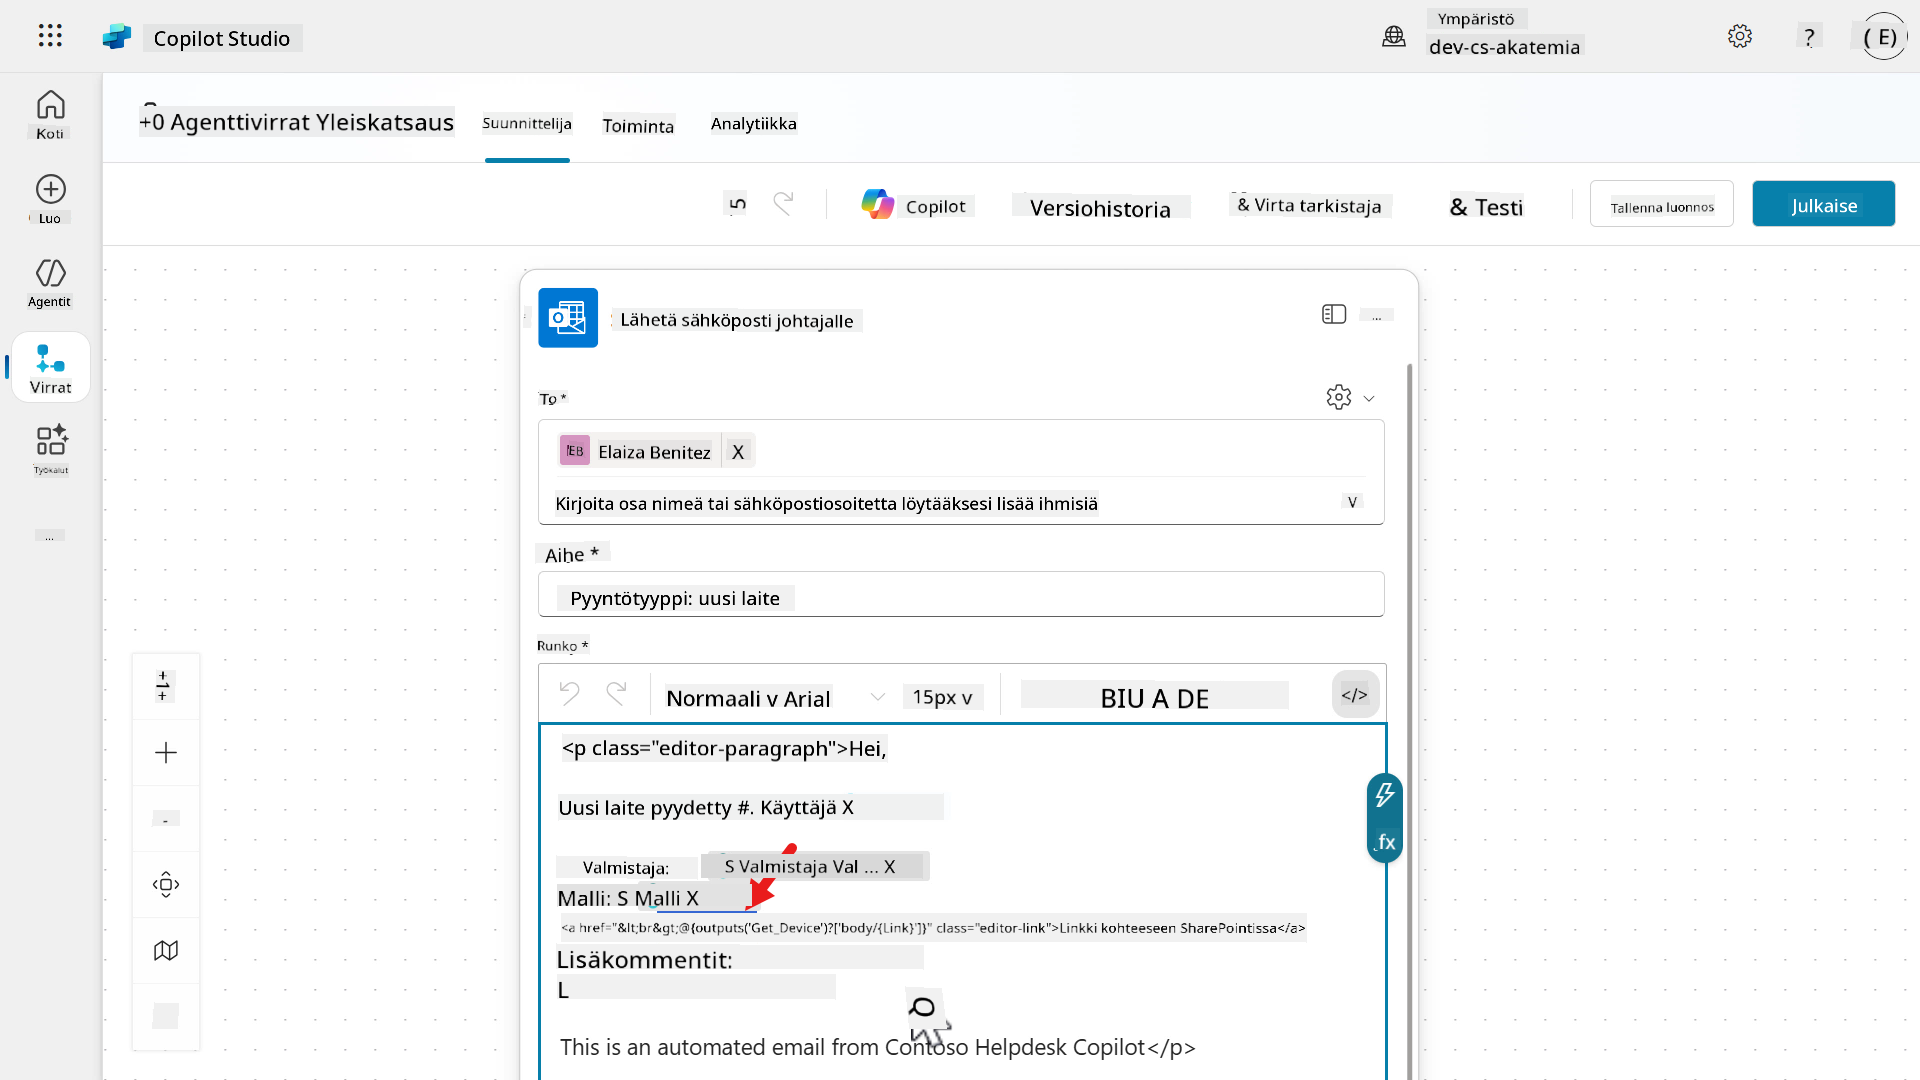 Copilot Studio
Ympäristö
dev-cs-akatemia
?
( E)
Koti
Luo
Agentit
Virrat
Työkalut
...
+0 Agenttivirrat Yleiskatsaus
Suunnittelija
Toiminta
Analytiikka
Copilot
Versiohistoria
& Virta tarkistaja
& Testi
Tallenna luonnos
Julkaise
Lähetä sähköposti johtajalle
...
To *
EB
Elaiza Benitez
X
Kirjoita osa nimeä tai sähköpostiosoitetta löytääksesi lisää ihmisiä
V
Aihe *
Pyyntötyyppi: uusi laite
Runko *
Normaali v Arial
15px v
BIU A DE
</>
<p class="editor-paragraph">Hei,
Uusi laite pyydetty #. Käyttäjä X
Valmistaja: S Valmistaja Val ... X
Malli: S Malli X
<a href="&lt;br&gt;@{outputs('Get_Device')?['body/{Link}']}" class="editor-link">Linkki kohteeseen SharePointissa</a>
Lisäkommentit:
L
This is an automated email from Contoso Helpdesk Copilot</p>
fx